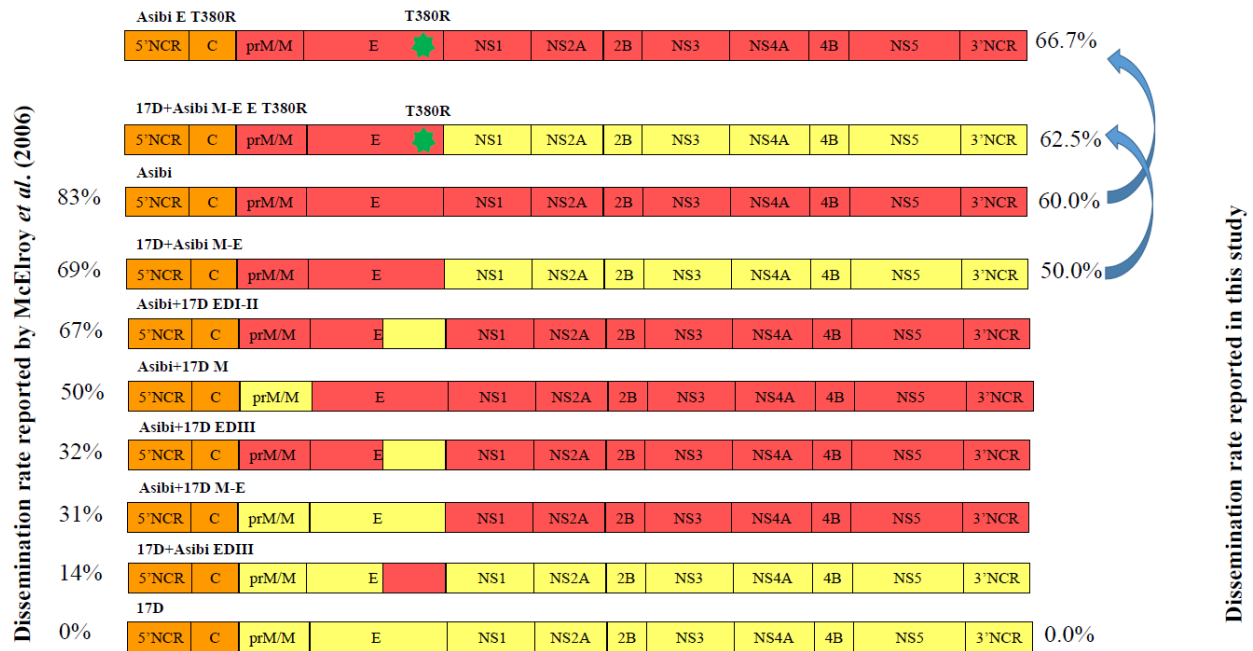 Dissemination rate reported by McElroy et al. (2006)
Asibi E T380R T380R
5'NCR C prM/M E NS1 NS2A 2B NS3 NS4A 4B NS5 3'NCR 66.7%
17D+Asibi M-E E T380R T380R
5'NCR C prM/M E NS1 NS2A 2B NS3 NS4A 4B NS5 3'NCR 62.5%
Asibi
83% 5'NCR C prM/M E NS1 NS2A 2B NS3 NS4A 4B NS5 3'NCR 60.0%
17D+Asibi M-E
69% 5'NCR C prM/M E NS1 NS2A 2B NS3 NS4A 4B NS5 3'NCR 50.0%
Asibi+17D EDI-II
67% 5'NCR C prM/M E NS1 NS2A 2B NS3 NS4A 4B NS5 3'NCR
Asibi+17D M
50% 5'NCR C prM/M E NS1 NS2A 2B NS3 NS4A 4B NS5 3'NCR
Asibi+17D EDIII
32% 5'NCR C prM/M E NS1 NS2A 2B NS3 NS4A 4B NS5 3'NCR
Asibi+17D M-E
31% 5'NCR C prM/M E NS1 NS2A 2B NS3 NS4A 4B NS5 3'NCR
17D+Asibi EDIII
14% 5'NCR C prM/M E NS1 NS2A 2B NS3 NS4A 4B NS5 3'NCR
17D
0% 5'NCR C prM/M E NS1 NS2A 2B NS3 NS4A 4B NS5 3'NCR 0.0%
Dissemination rate reported in this study